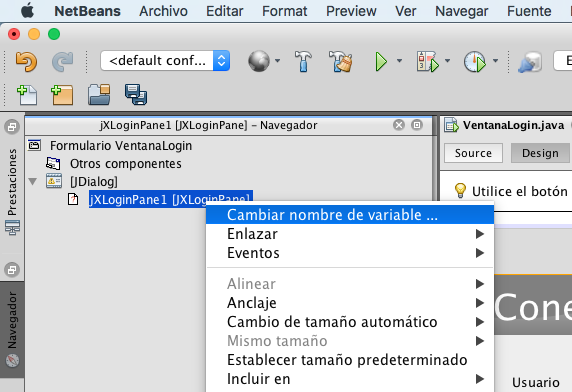 NetBeans Archivo Editar Format Preview Ver Navegar Fuente
<default conf...
jXLoginPane1 [JXLoginPane] – Navegador
VentanaLogin.java
Prestaciones
Navegador
Formulario VentanaLogin
Otros componentes
[JDialog]
jXLoginPane1 [JXLoginPane]
Source Design
Utilice el botón
Cambiar nombre de variable ...
Enlazar
Eventos
Alinear
Anclaje
Cambio de tamaño automático
Mismo tamaño
Establecer tamaño predeterminado
Incluir en
Cone
Usuario